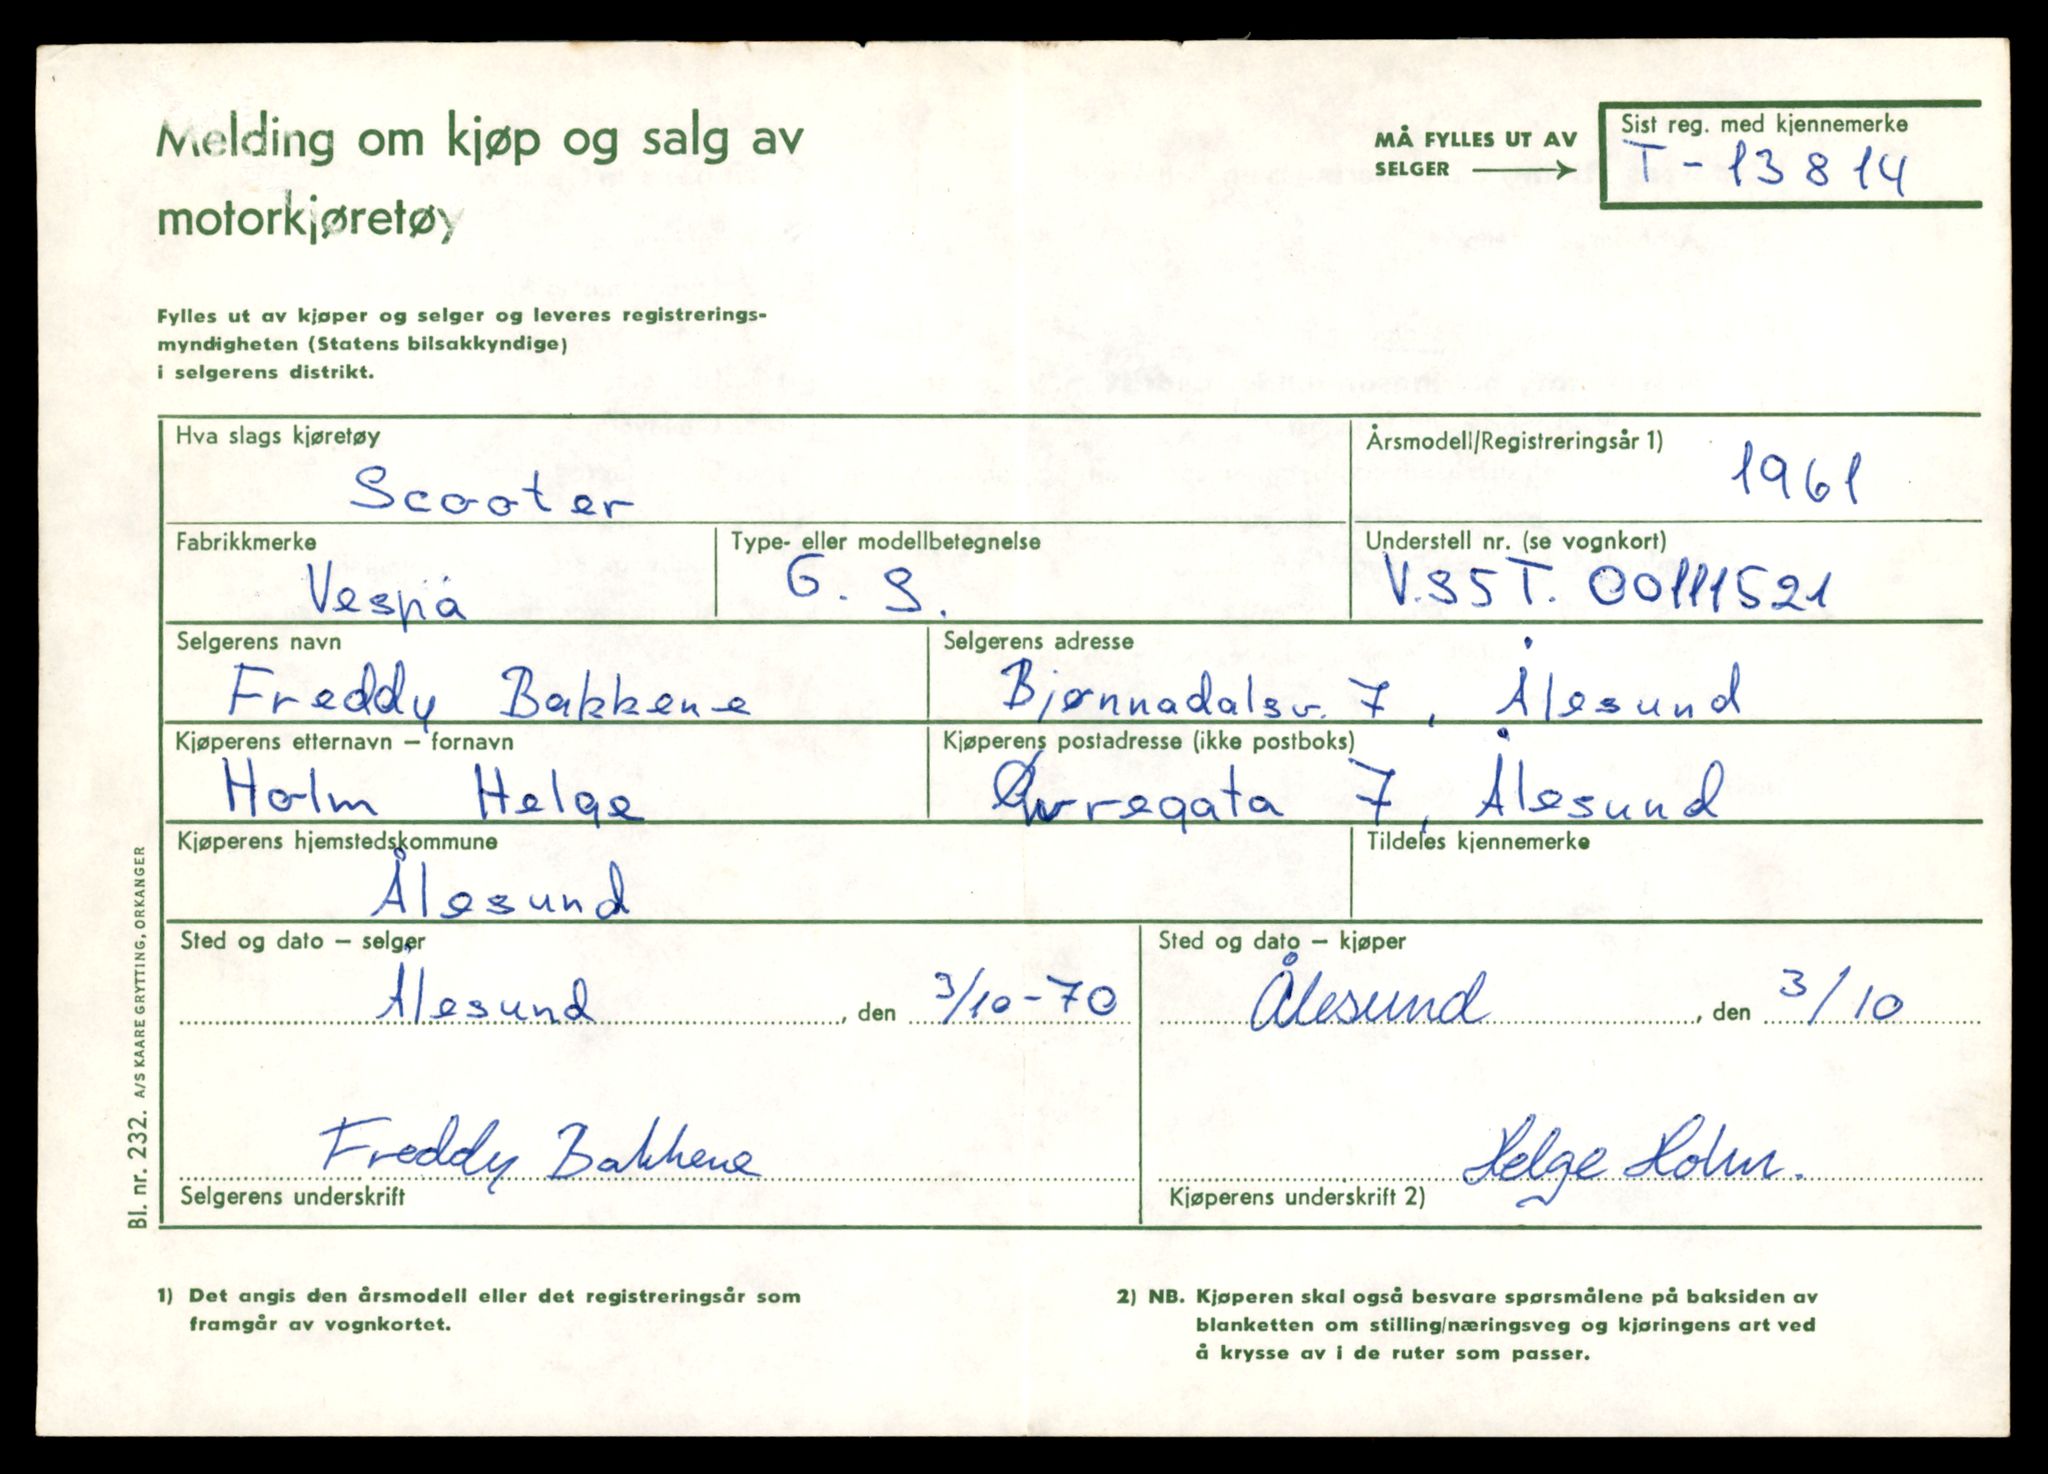 Melding om kjøp og salg av
motorkjøretøy
MÅ FYLLES UT AV
SELGER
Sist reg. med kjennemerke
T - 13814
Fylles ut av kjøper og selger og leveres registrerings-
myndigheten (Statens bilsakkyndige)
i selgerens distrikt.
Hva slags kjøretøy
Scooter
Årsmodell/Registreringsår 1)
1961
Fabrikkmerke
Vespa
Type- eller modellbetegnelse
G. S.
Understell nr. (se vognkort)
V.S5T. 00111521
Selgerens navn
Freddy Bakkene
Selgerens adresse
Bjønnadalsv. 7, Ålesund
Kjøperens etternavn – fornavn
Holm Helge
Kjøperens postadresse (ikke postboks)
Øvregata 7, Ålesund
Kjøperens hjemstedskommune
Ålesund
Tildeles kjennemerke
Sted og dato – selger
Ålesund, den 3/10-70
Sted og dato – kjøper
Ålesund, den 3/10
Freddy Bakkene
Selgerens underskrift
Helge Holm.
Kjøperens underskrift 2)
1) Det angis den årsmodell eller det registreringsår som
framgår av vognkortet.
2) NB. Kjøperen skal også besvare spørsmålene på baksiden av
blanketten om stilling/næringsveg og kjøringens art ved
å krysse av i de ruter som passer.
Bl. nr. 232. A/S KAARE GRYTTING, ORKANGER